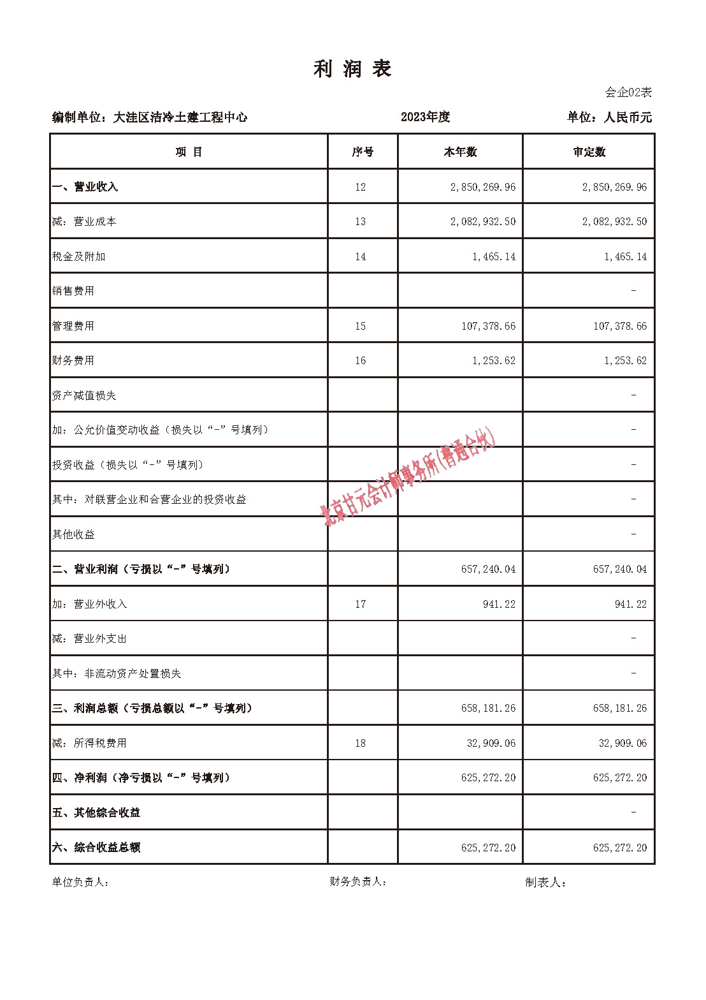 利 润 表
会企02表
编制单位：大洼区洁冷土建工程中心 2023年度 单位：人民币元
项 目 序号 本年数 审定数
一、营业收入 12 2,850,269.96 2,850,269.96
减：营业成本 13 2,082,932.50 2,082,932.50
税金及附加 14 1,465.14 1,465.14
销售费用 -
管理费用 15 107,378.66 107,378.66
财务费用 16 1,253.62 1,253.62
资产减值损失 -
加：公允价值变动收益（损失以“-”号填列） -
投资收益（损失以“-”号填列） -
其中：对联营企业和合营企业的投资收益 -
北京甘元会计师事务所(普通合伙)
其他收益 -
二、营业利润（亏损以“-”号填列） 657,240.04 657,240.04
加：营业外收入 17 941.22 941.22
减：营业外支出 -
其中：非流动资产处置损失 -
三、利润总额（亏损总额以“-”号填列） 658,181.26 658,181.26
减：所得税费用 18 32,909.06 32,909.06
四、净利润（净亏损以“-”号填列） 625,272.20 625,272.20
五、其他综合收益 -
六、综合收益总额 625,272.20 625,272.20
单位负责人： 财务负责人： 制表人：